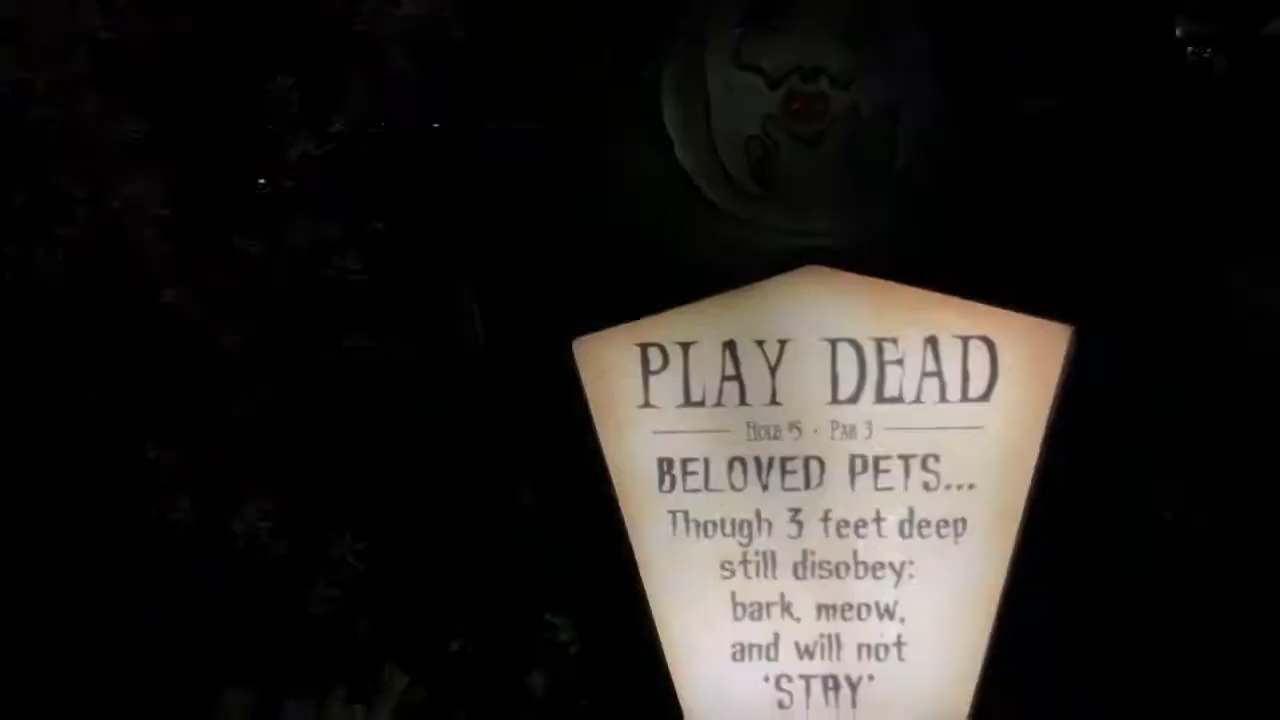 PLAY DEAD
HOLE #5 · PAR 3
BELOVED PETS...
Though 3 feet deep
still disobey:
bark, meow,
and will not
'STAY'